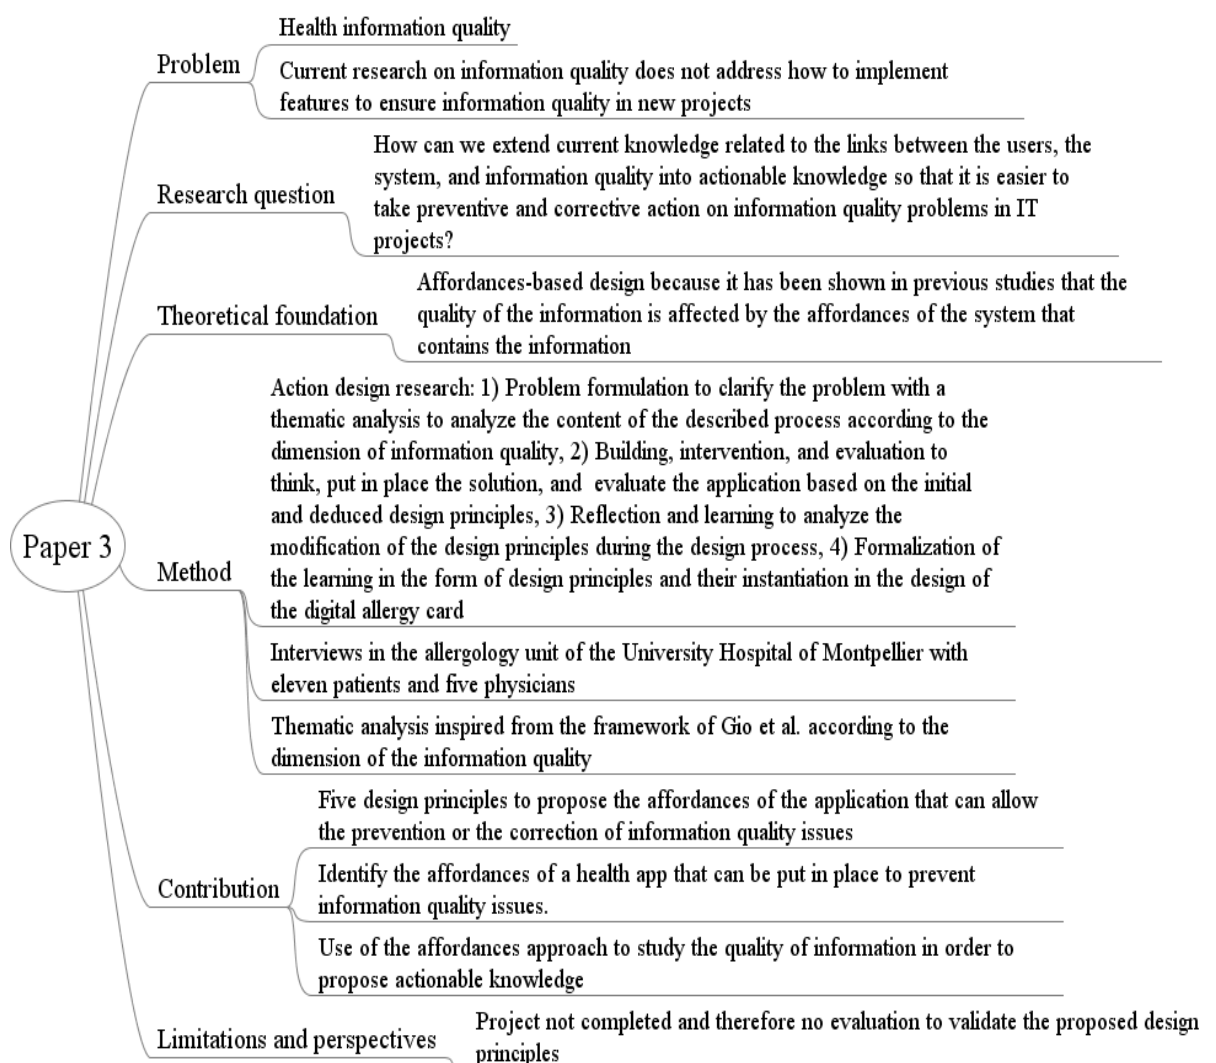 Health information quality
Problem
Current research on information quality does not address how to implement
features to ensure information quality in new projects
How can we extend current knowledge related to the links between the users, the
system, and information quality into actionable knowledge so that it is easier to
Research question
take preventive and corrective action on information quality problems in IT
projects?
Affordances-based design because it has been shown in previous studies that the
Theoretical foundation
quality of the information is affected by the affordances of the system that
contains the information
Action design research: 1) Problem formulation to clarify the problem with a
thematic analysis to analyze the content of the described process according to the
dimension of information quality, 2) Building, intervention, and evaluation to
think, put in place the solution, and evaluate the application based on the initial
and deduced design principles, 3) Reflection and learning to analyze the
modification of the design principles during the design process, 4) Formalization of
the learning in the form of design principles and their instantiation in the design of
the digital allergy card
Paper 3
Method
Interviews in the allergology unit of the University Hospital of Montpellier with
eleven patients and five physicians
Thematic analysis inspired from the framework of Gio et al. according to the
dimension of the information quality
Five design principles to propose the affordances of the application that can allow
the prevention or the correction of information quality issues
Contribution
Identify the affordances of a health app that can be put in place to prevent
information quality issues.
Use of the affordances approach to study the quality of information in order to
propose actionable knowledge
Limitations and perspectives
Project not completed and therefore no evaluation to validate the proposed design
principles